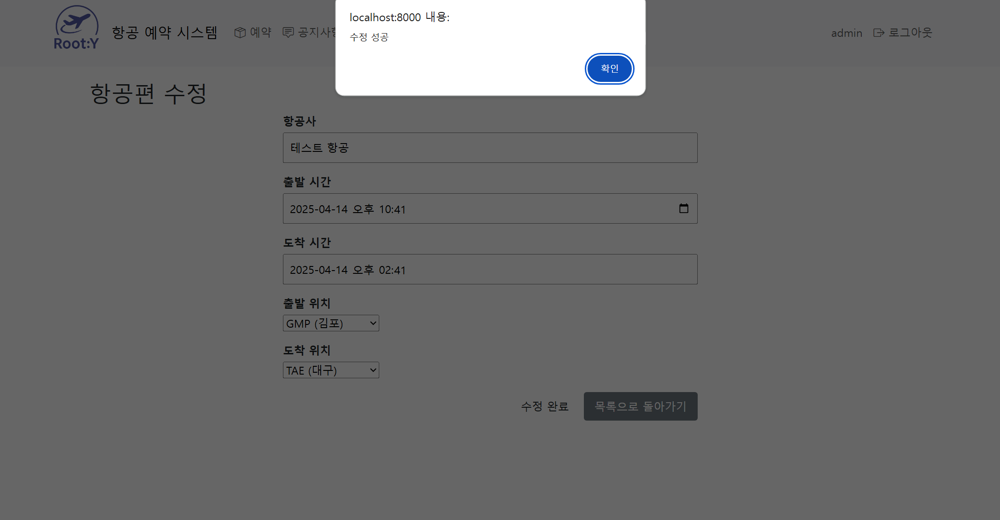 localhost:8000 내용:
수정 성공
확인
Root:Y
항공 예약 시스템
예약
공지사항
admin
로그아웃
항공편 수정
항공사
테스트 항공
출발 시간
2025-04-14 오후 10:41
도착 시간
2025-04-14 오후 02:41
출발 위치
GMP (김포)
도착 위치
TAE (대구)
수정 완료
목록으로 돌아가기